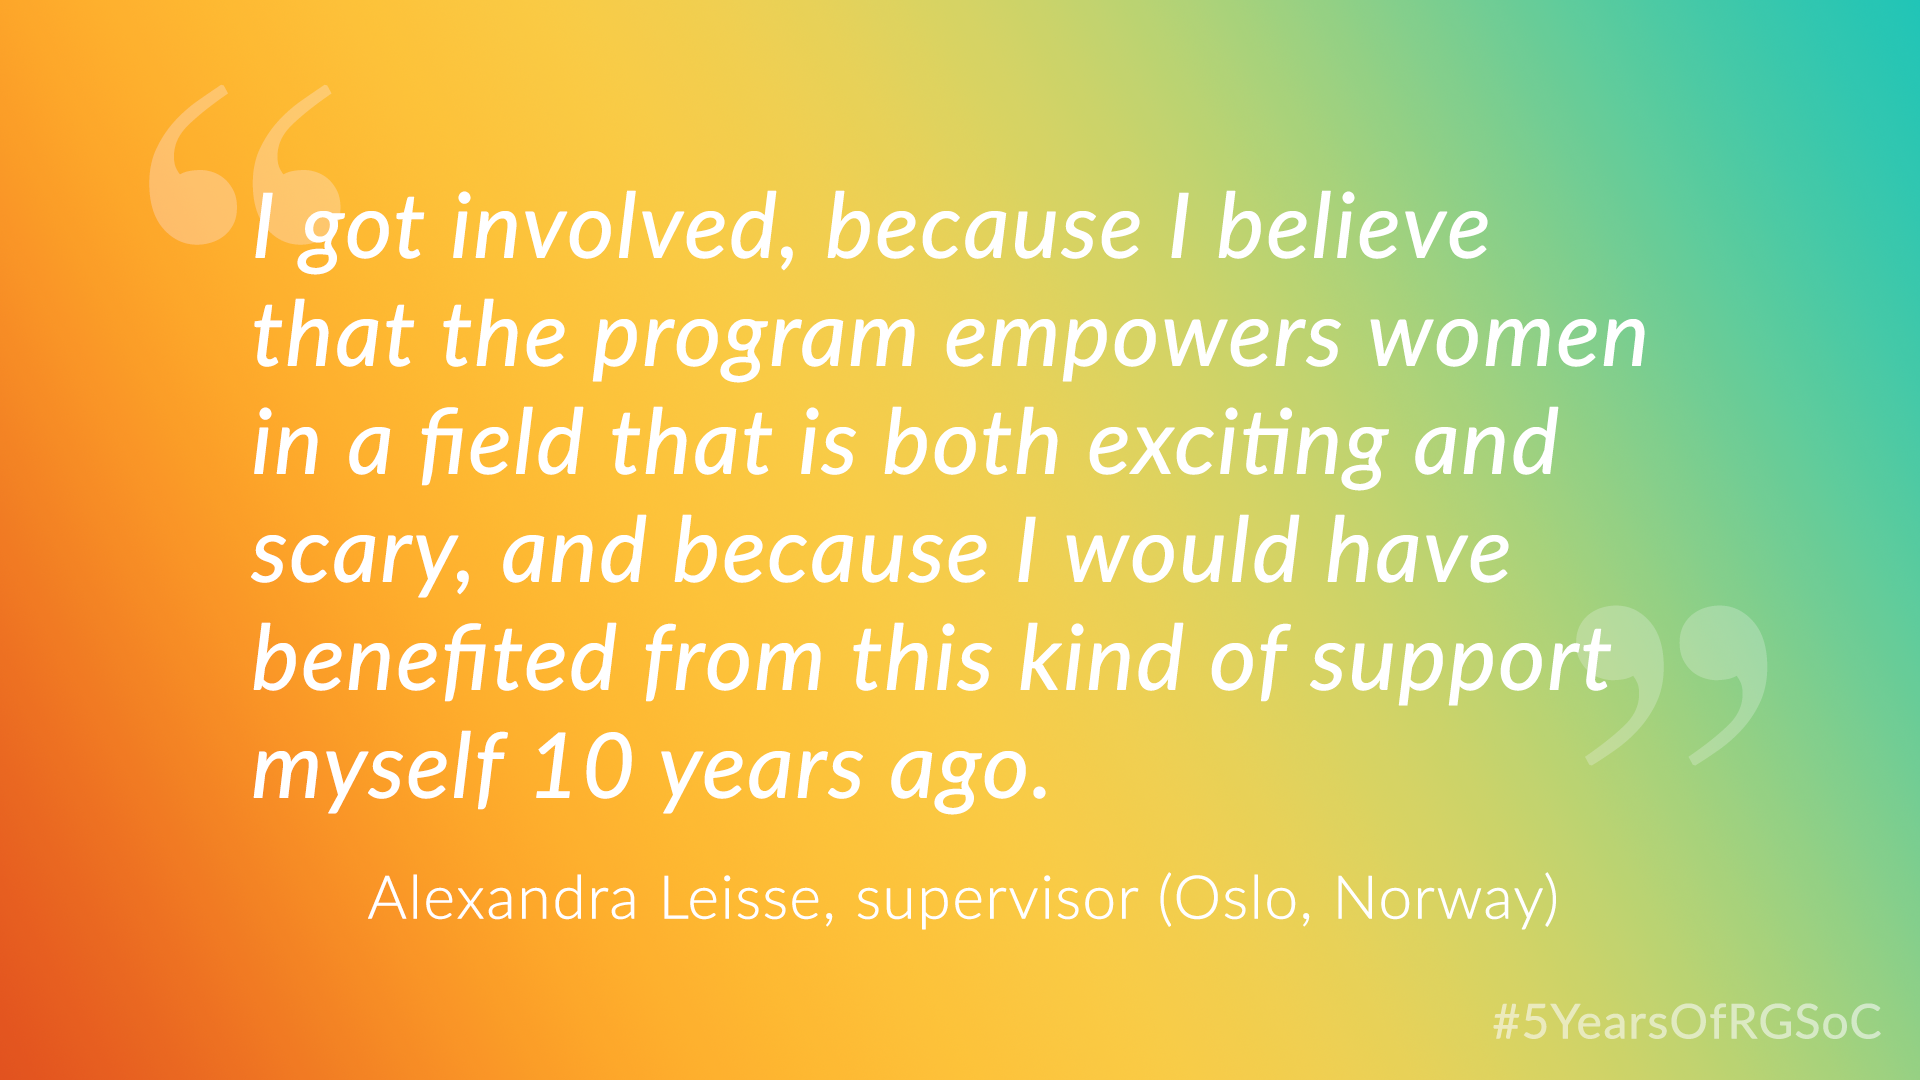 “
I got involved, because I believe
that the program empowers women
in a field that is both exciting and
scary, and because I would have
benefited from this kind of support
myself 10 years ago.
”
Alexandra Leisse, supervisor (Oslo, Norway)
#5YearsOfRGSoC